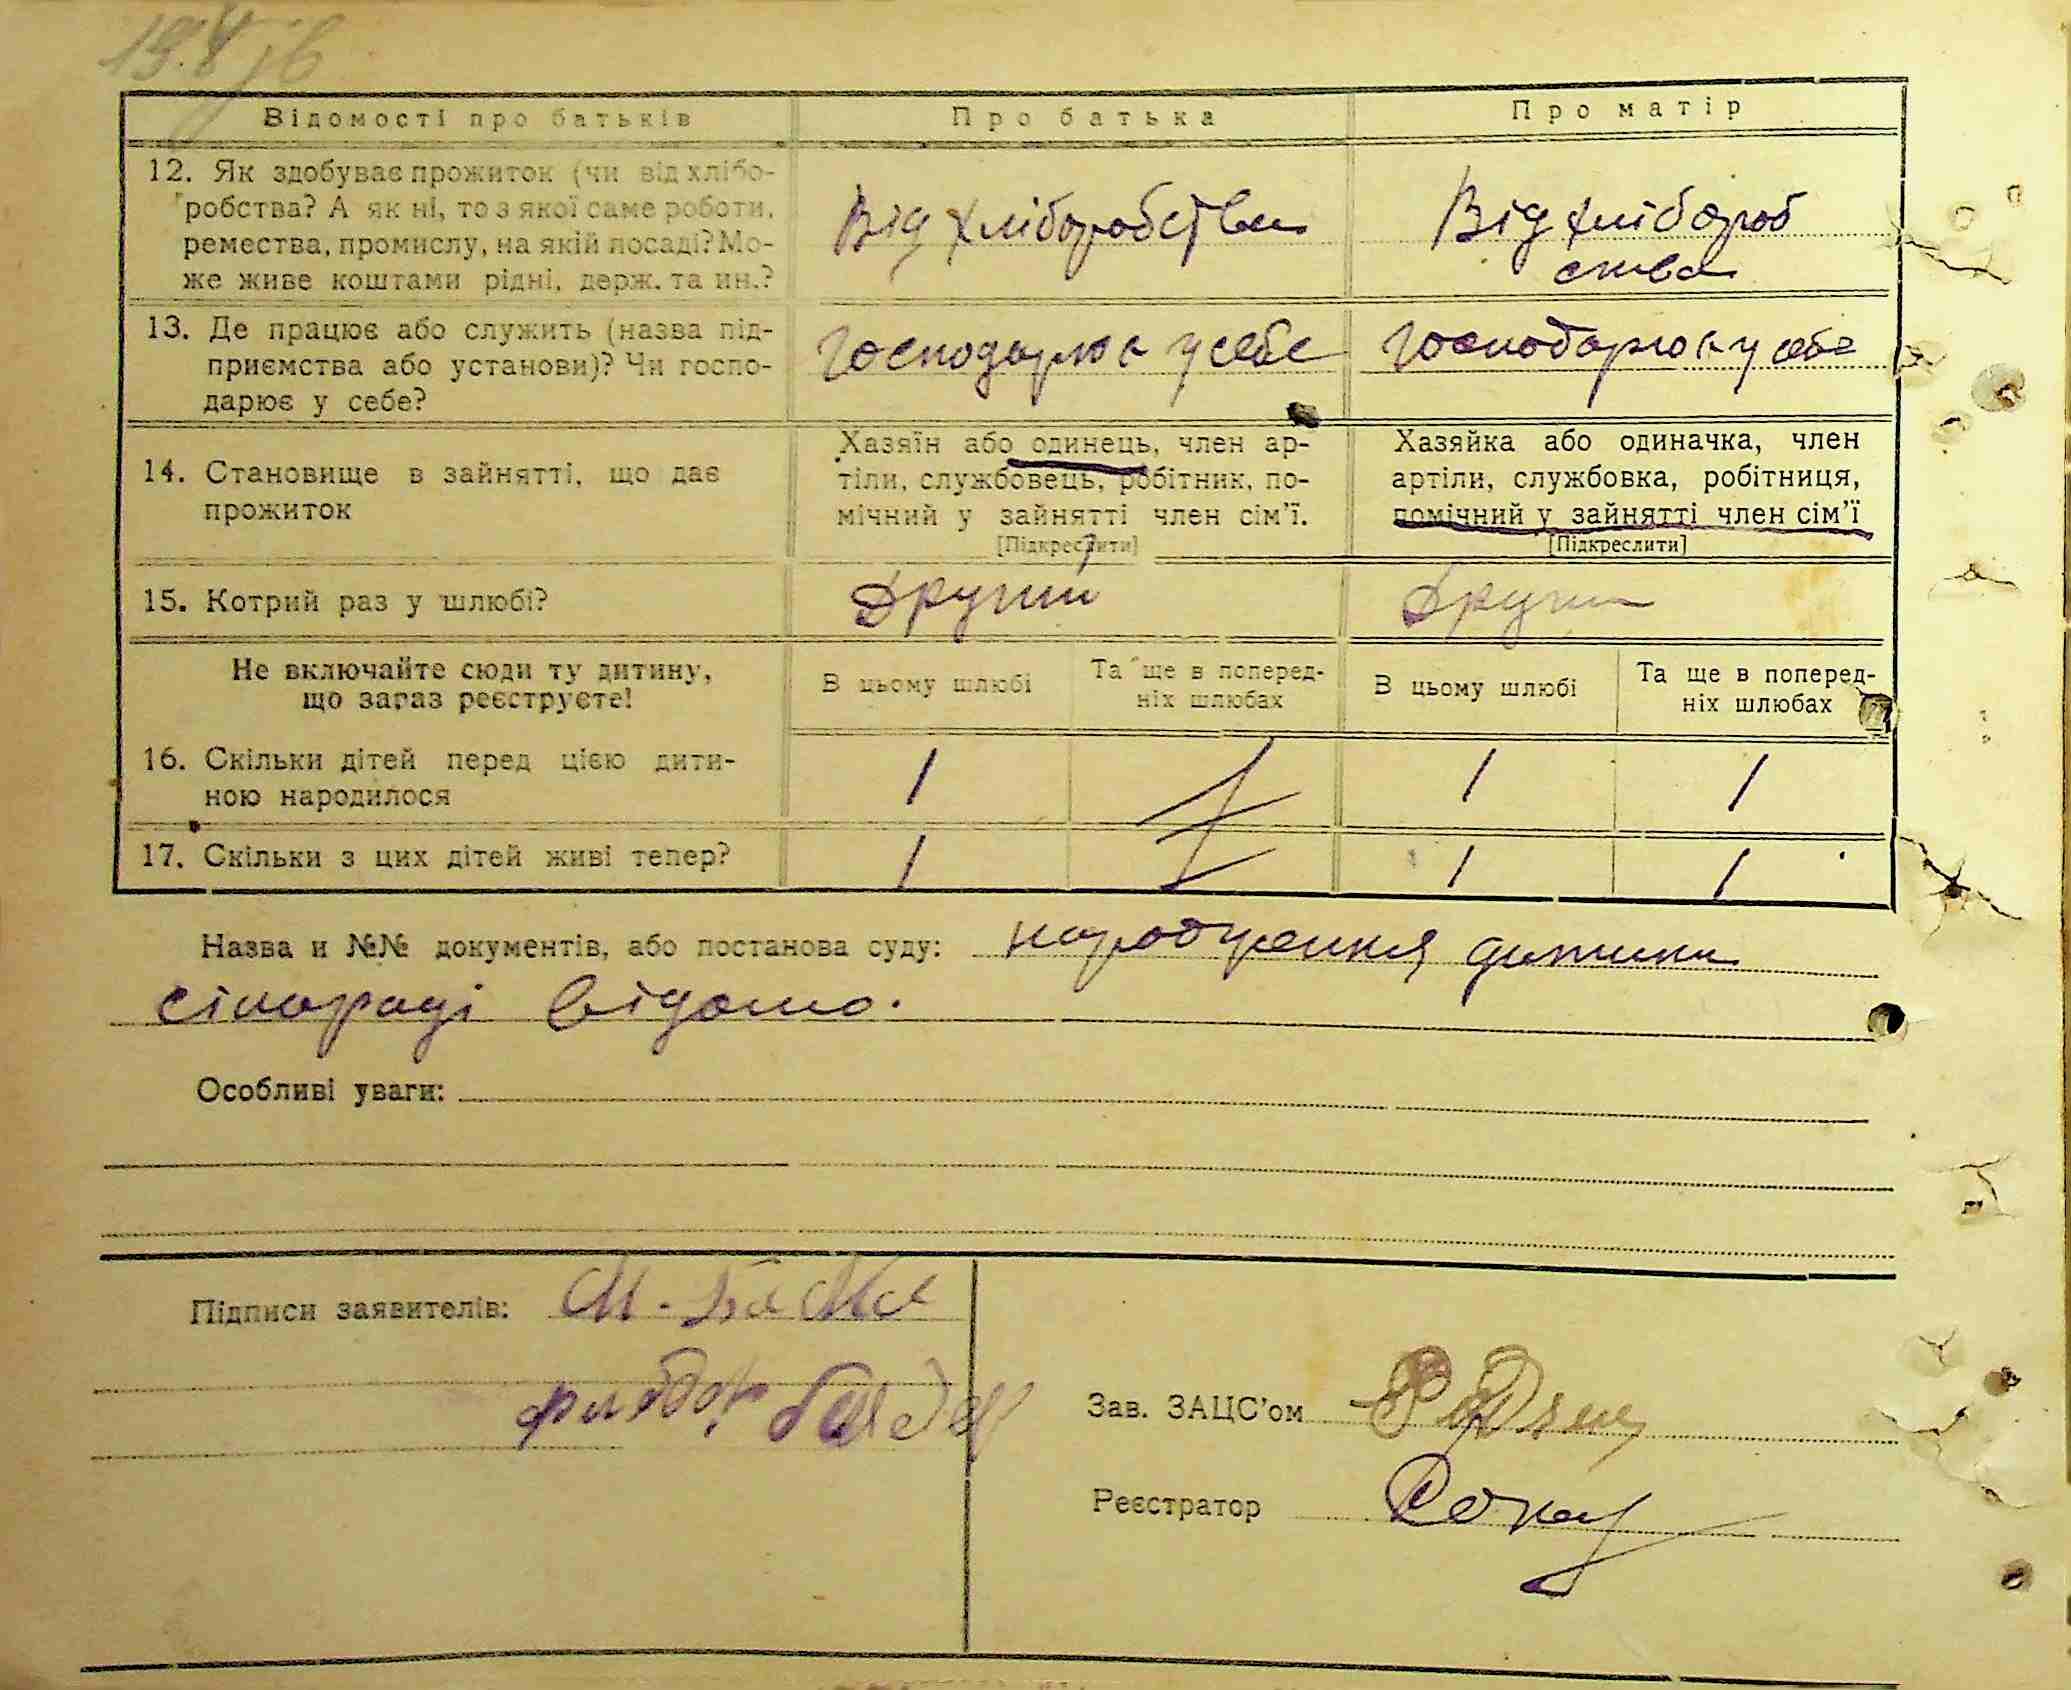 Відомості про батьків
Про батька
Про матір
12. Як здобуває прожиток (чи від хлібо-
робства? А як ні, то з якої саме роботи,
ремества, промислу, на якій посаді? Мо-
же живе коштами рідні, держ. та ин.?
Від хліборобства
Від хлібороб
ства
13. Де працює або служить (назва під-
приємства або установи)? Чи госпо-
дарює у себе?
Господарює у себе
Господарює у себе
14. Становище в зайнятті, що дає
прожиток
Хазяїн або одинець, член ар-
тіли, службовець, робітник, по-
мічний у зайнятті член сім'ї.
[Підкреслити]
Хазяйка або одиначка, член
артіли, службовка, робітниця,
помічний у зайнятті член сім'ї
[Підкреслити]
15. Котрий раз у шлюбі?
Другий
Други
Не включайте сюди ту дитину,
що зараз реєструєте!
В цьому шлюбі
Та ще в поперед-
ніх шлюбах
В цьому шлюбі
Та ще в поперед-
ніх шлюбах
16. Скільки дітей перед цією дити-
ною народилося
1
1
1
17. Скільки з цих дітей живі тепер?
1
1
1
Назва и №№ документів, або постанова суду: народження дитини
сільраді відомо.
Особливі уваги:
Підписи заявителів:
Зав. ЗАЦС'ом
Реєстратор